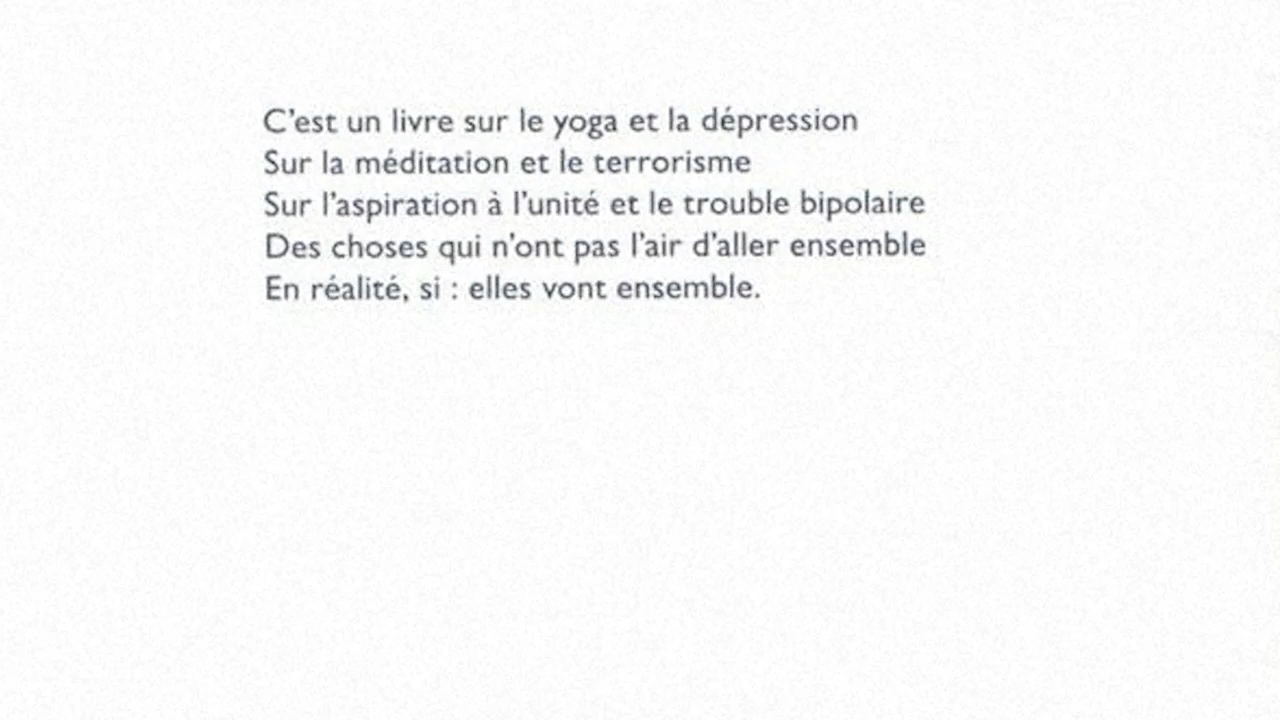 C'est un livre sur le yoga et la dépression
Sur la méditation et le terrorisme
Sur l'aspiration à l'unité et le trouble bipolaire
Des choses qui n'ont pas l'air d'aller ensemble
En réalité, si : elles vont ensemble.